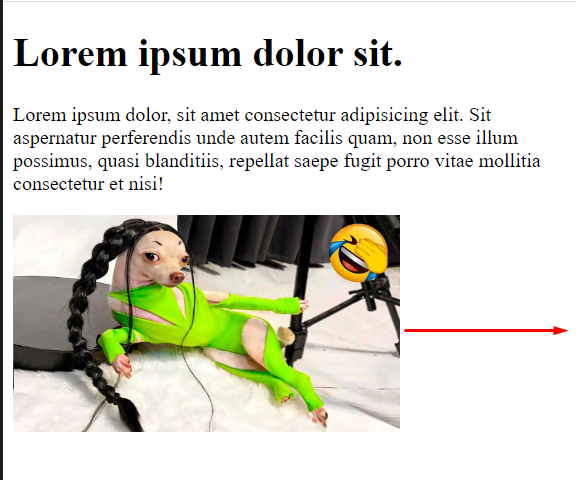 Lorem ipsum dolor sit.
Lorem ipsum dolor, sit amet consectetur adipisicing elit. Sit
aspernatur perferendis unde autem facilis quam, non esse illum
possimus, quasi blanditiis, repellat saepe fugit porro vitae mollitia
consectetur et nisi!